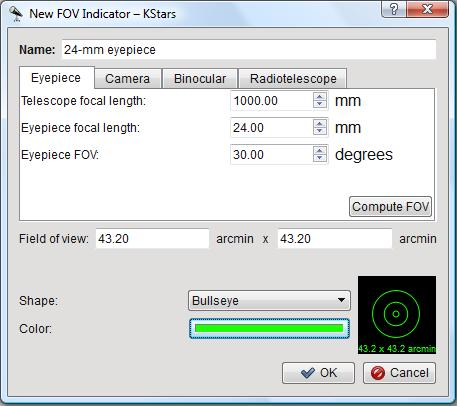 New FOV Indicator – KStars
Name: 24-mm eyepiece
Eyepiece Camera Binocular Radiotelescope
Telescope focal length: 1000.00 mm
Eyepiece focal length: 24.00 mm
Eyepiece FOV: 30.00 degrees
Compute FOV
Field of view: 43.20 arcmin x 43.20 arcmin
Shape: Bullseye
Color:
43.2 x 43.2 arcmin
OK Cancel